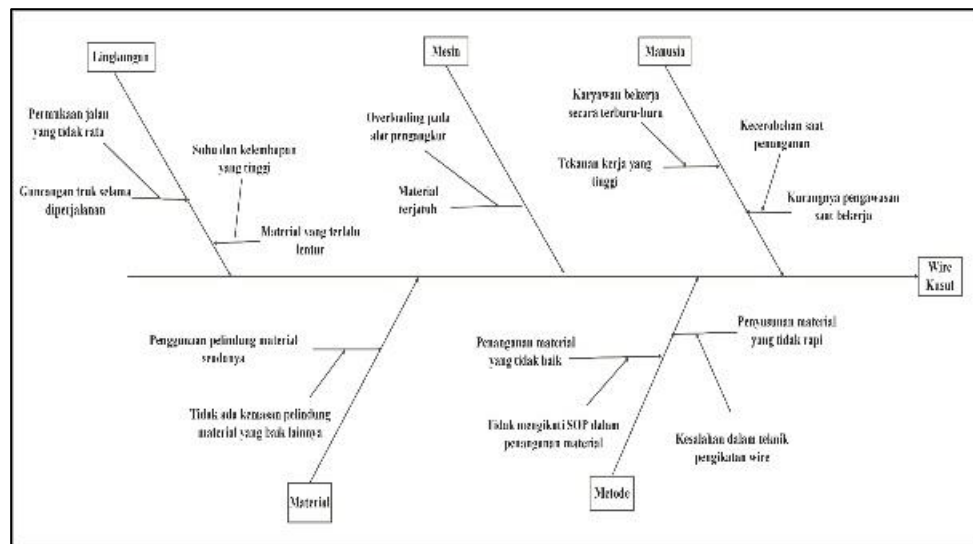 Lingkungan
Mesin
Manusia
Permukaan jalan
yang tidak rata
Suhu dan kelembapan
yang tinggi
Guncangan truk selama
diperjalanan
Material yang terlalu
lentur
Overloading pada
alat pengangkut
Material
terjatuh
Karyawan bekerja
secara terburu-buru
Kecerobohan saat
penanganan
Tekanan kerja yang
tinggi
Kurangnya pengawasan
saat bekerja
Wire
Kusut
Penggunaan pelindung material
seadanya
Tidak ada kemasan pelindung
material yang baik lainnya
Penanganan material
yang tidak baik
Penyusunan material
yang tidak rapi
Tidak mengikuti SOP dalam
penanganan material
Kesalahan dalam teknik
pengikatan wire
Material
Metode